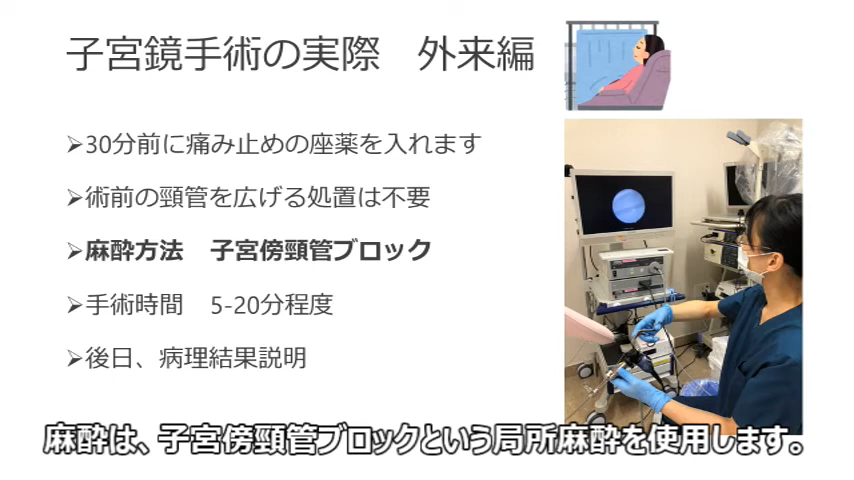 子宮鏡手術の実際　外来編
➢30分前に痛み止めの座薬を入れます
➢術前の頸管を広げる処置は不要
➢麻酔方法　子宮傍頸管ブロック
➢手術時間　5-20分程度
➢後日、病理結果説明
麻酔は、子宮傍頸管ブロックという局所麻酔を使用します。